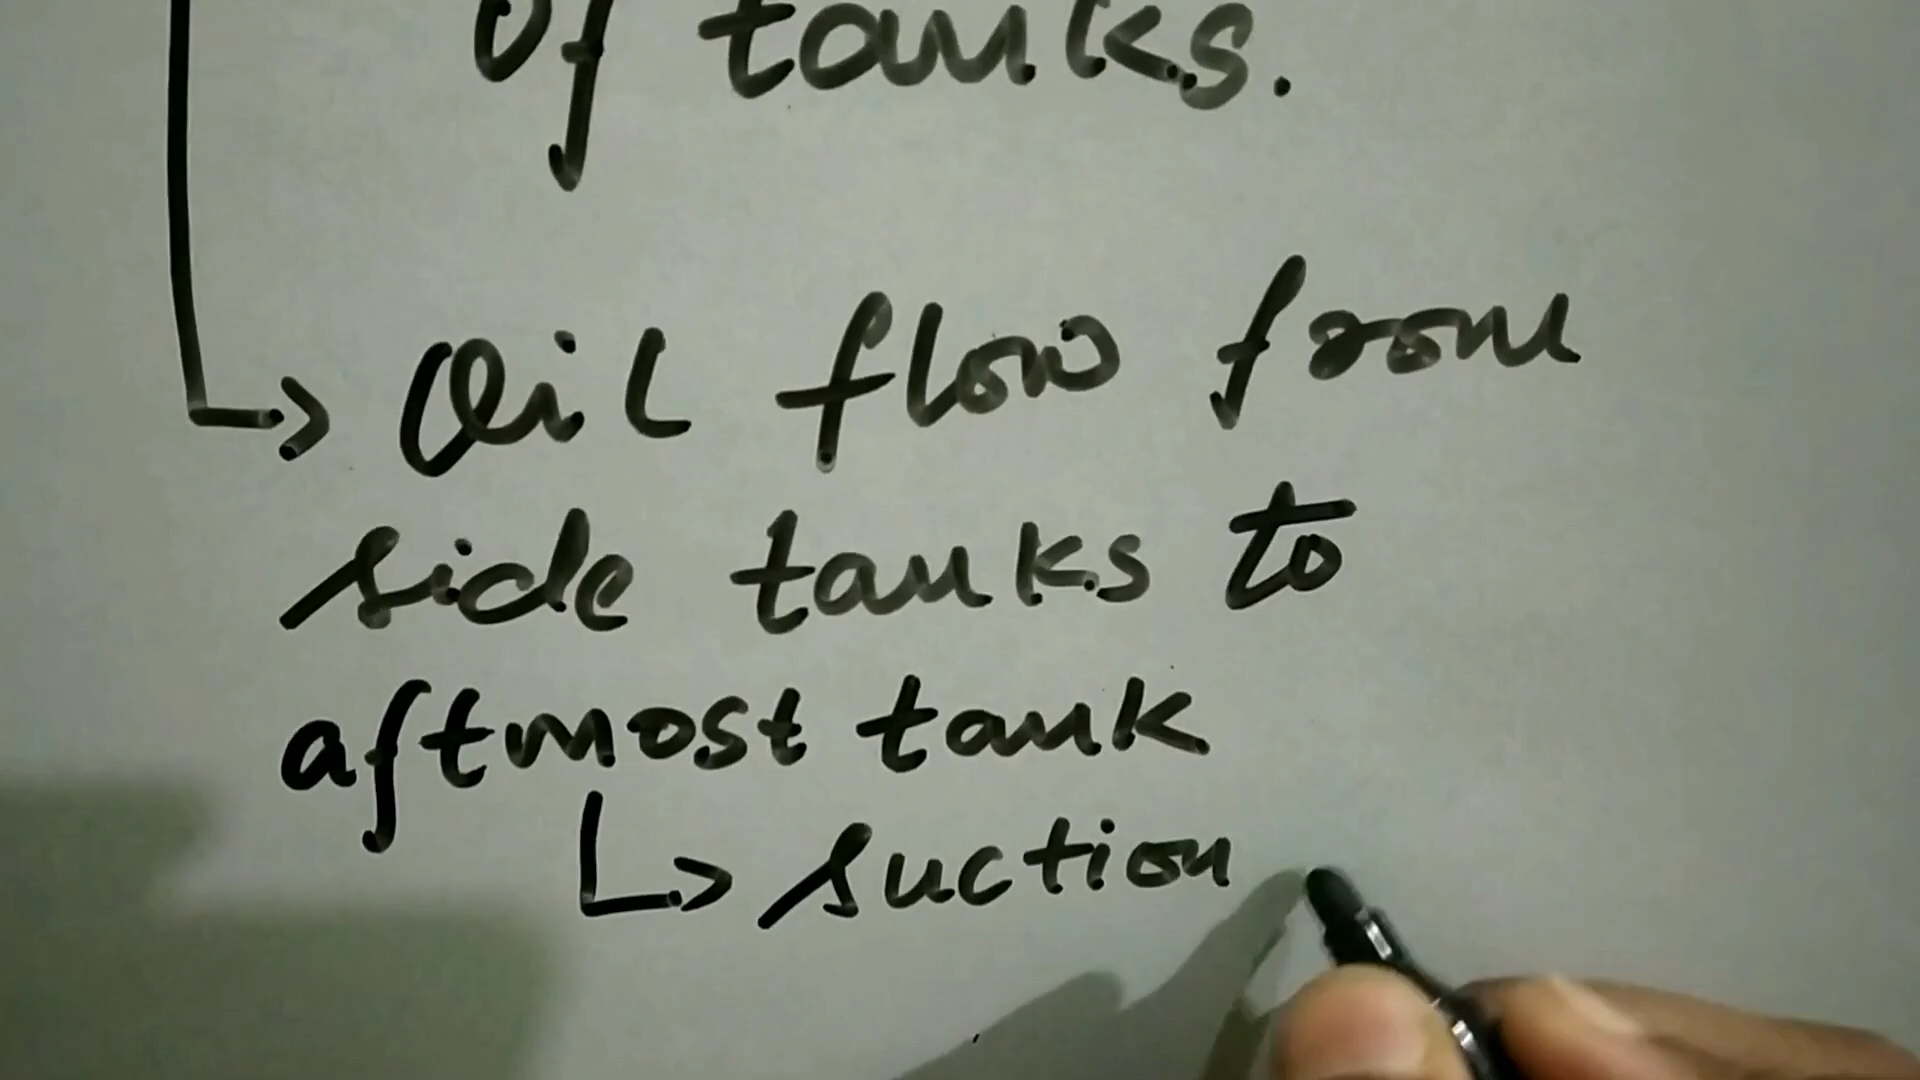 of tanks.
Oil flow from
side tanks to
aftmost tank
suction